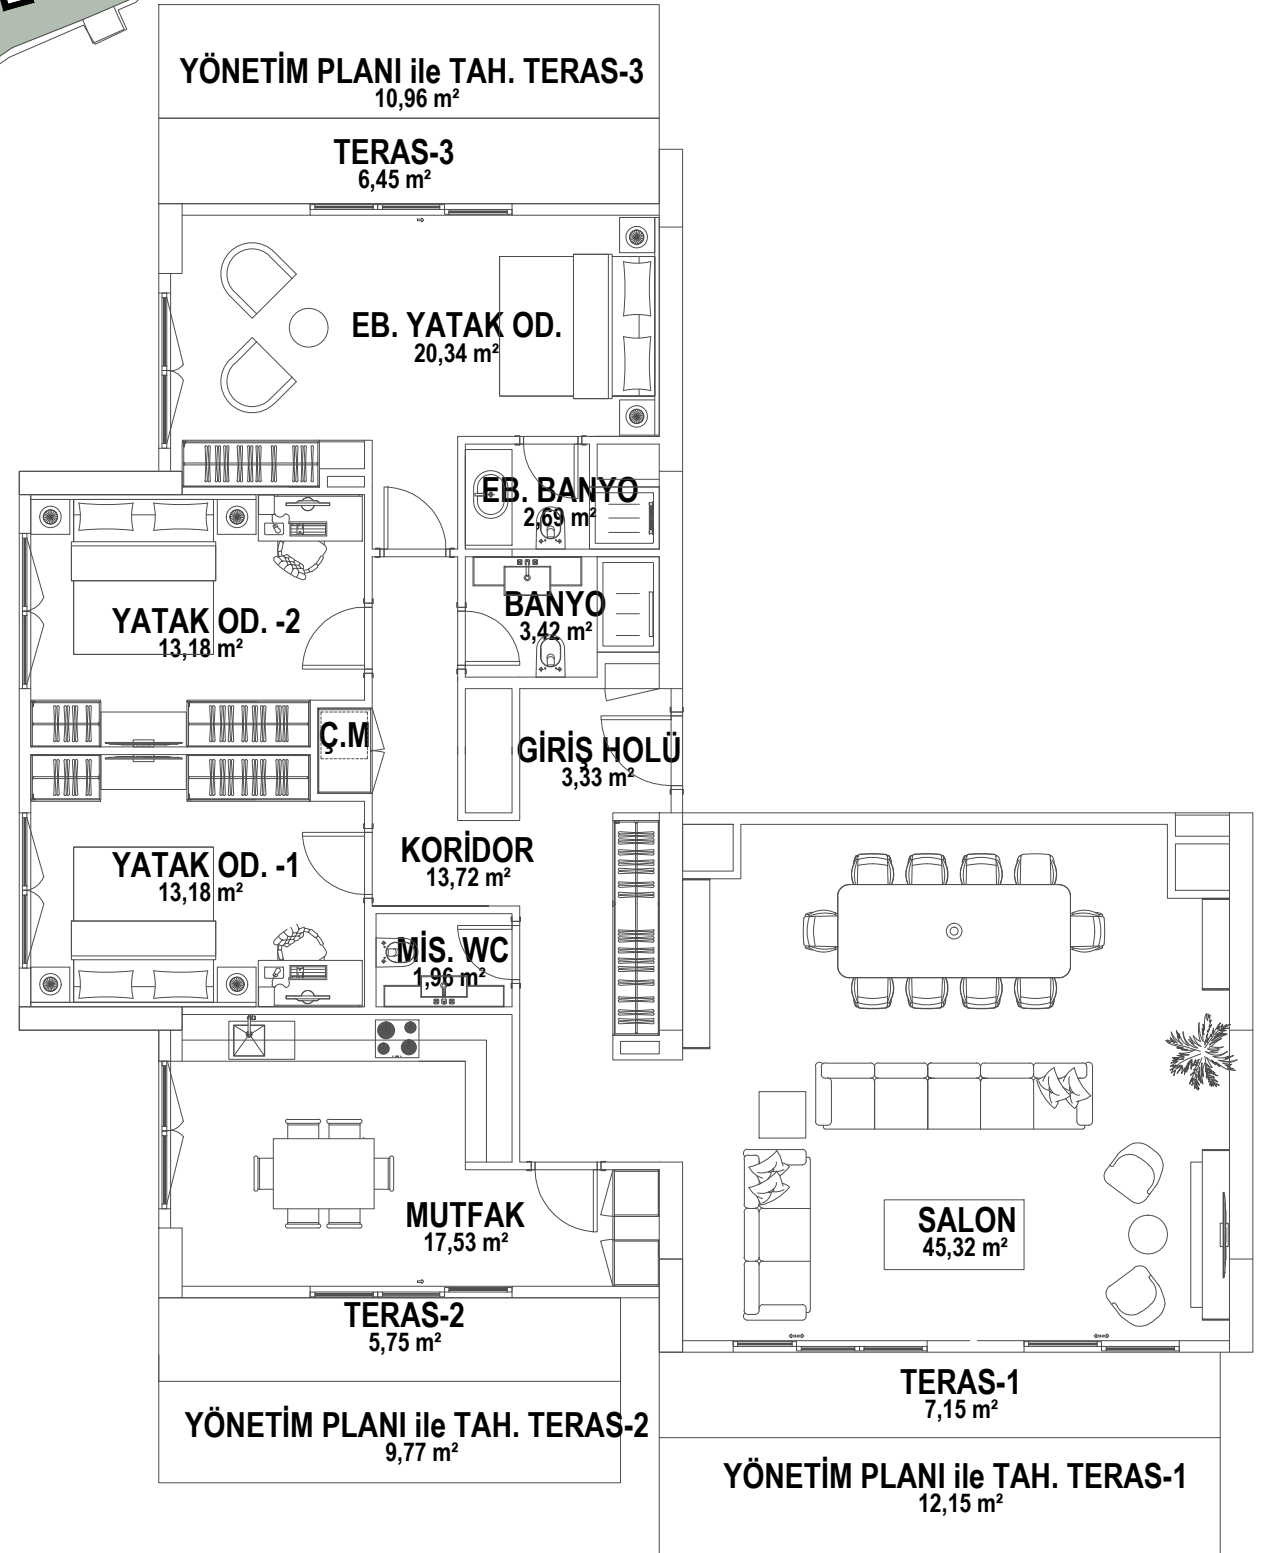 YÖNETİM PLANI ile TAH. TERAS-3
10,96 m²
TERAS-3
6,45 m²
EB. YATAK OD.
20,34 m²
EB. BANYO
2,69 m²
YATAK OD. -2
13,18 m²
BANYO
3,42 m²
Ç.M
GİRİŞ HOLÜ
3,33 m²
YATAK OD. -1
13,18 m²
KORİDOR
13,72 m²
MİS. WC
1,96 m²
MUTFAK
17,53 m²
SALON
45,32 m²
TERAS-2
5,75 m²
TERAS-1
7,15 m²
YÖNETİM PLANI ile TAH. TERAS-2
9,77 m²
YÖNETİM PLANI ile TAH. TERAS-1
12,15 m²